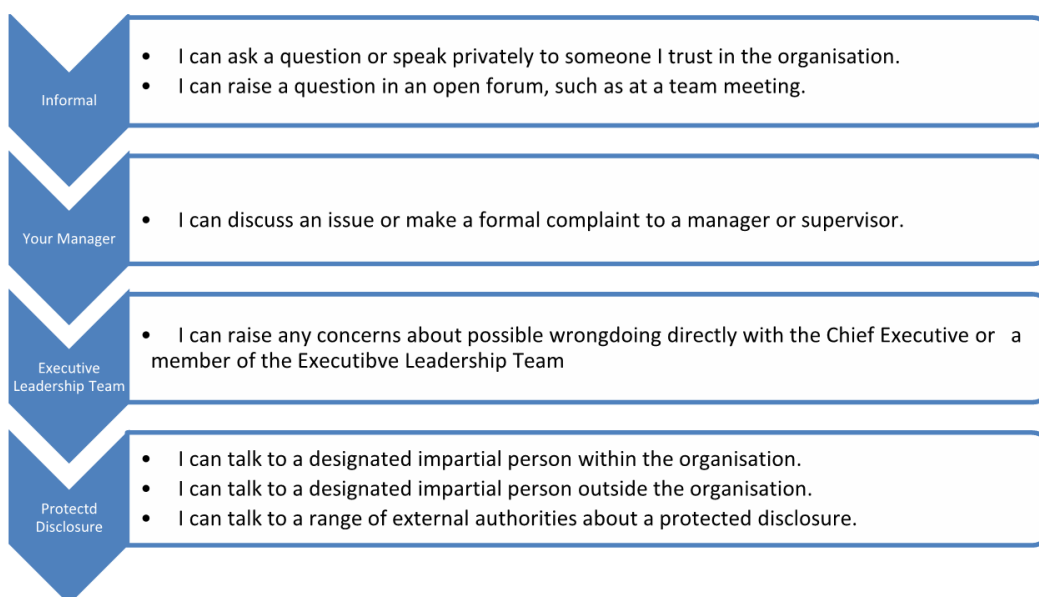 Informal
• I can ask a question or speak privately to someone I trust in the organisation.
• I can raise a question in an open forum, such as at a team meeting.
Your Manager
• I can discuss an issue or make a formal complaint to a manager or supervisor.
Executive
Leadership Team
• I can raise any concerns about possible wrongdoing directly with the Chief Executive or a
member of the Executibve Leadership Team
Protectd
Disclosure
• I can talk to a designated impartial person within the organisation.
• I can talk to a designated impartial person outside the organisation.
• I can talk to a range of external authorities about a protected disclosure.